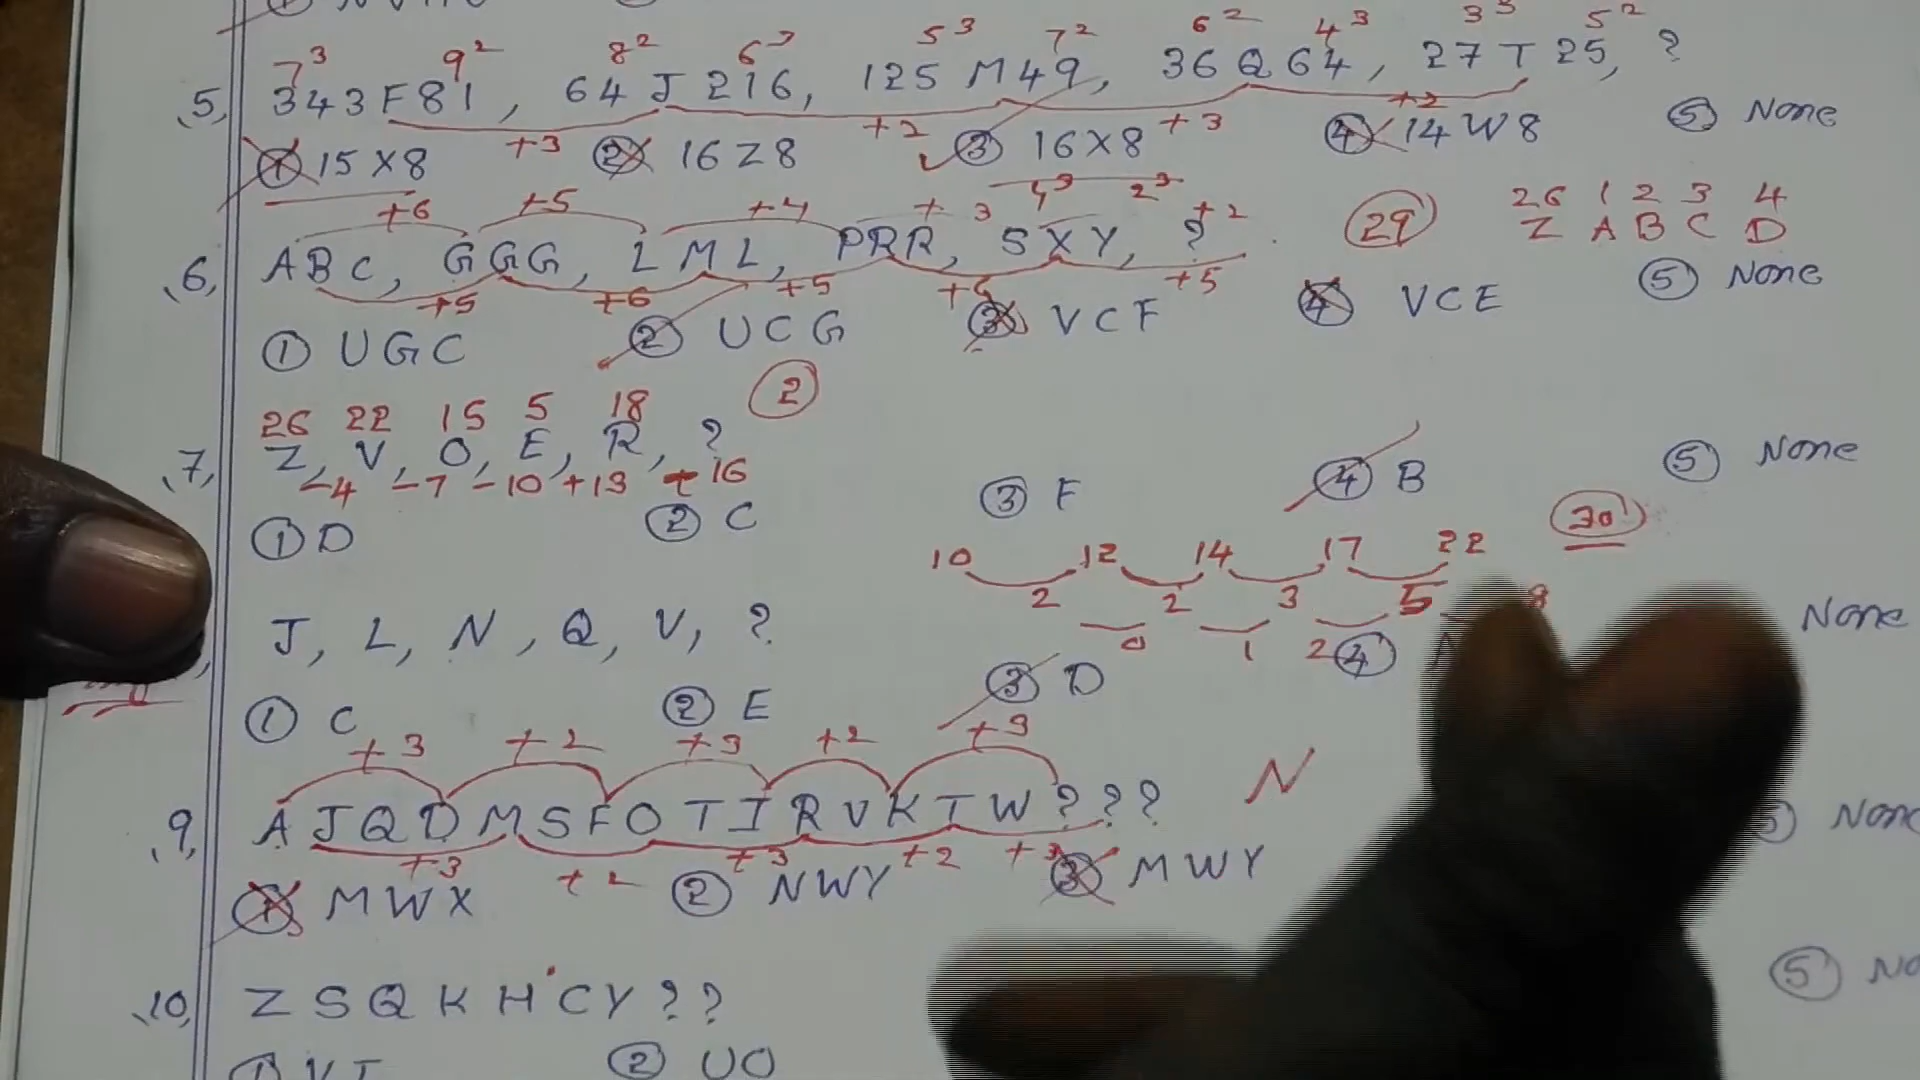 7³ 9² 8² 6³ 5³ 7² 6² 4³ 3³ 5²
5, 343F81, 64J216, 125M49, 36Q64, 27T25, ?
+3 +2 +3 +2
① 15X8 ② 16Z8 ③ 16X8 ④ 14W8 ⑤ None
4³ 2³
+6 +5 +4 +3 +2 29 26 1 2 3 4
Z A B C D
6, ABC, GGG, LML, PRR, SXY, ?
+5 +6 +5 +6 +5
① UGC ② UCG ③ VCF ④ VCE ⑤ None
2
26 22 15 5 18
7, Z, V, O, E, R, ?
-4 -7 -10 +13 +16
① D ② C ③ F ④ B ⑤ None
30
10 12 14 17 22
2 2 3 5 8
0 1 2
J, L, N, Q, V, ?
① C ② E ③ D ④ None
+3 +2 +3 +2 +3
9, AJQDMSFOTIRVKTW??? N
+3 +2 +3 +2 +3
① MWX ② NWY ③ MWY
10, ZSQKHCY??
② UO ⑤